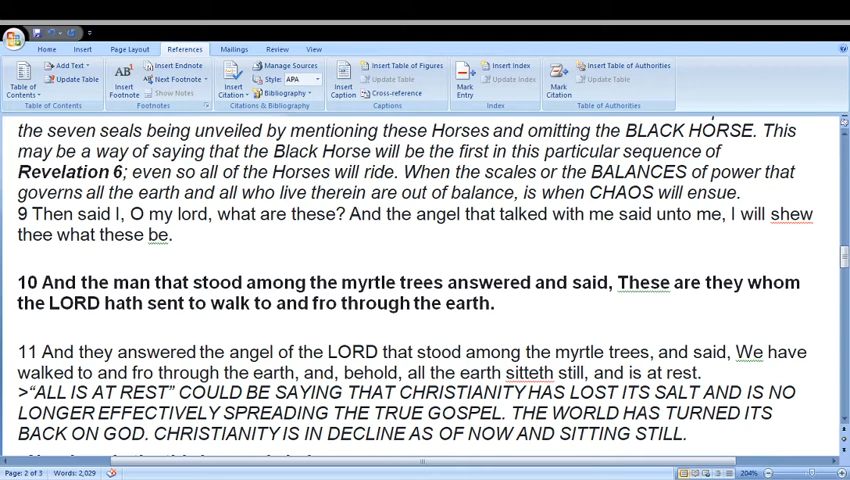 Home Insert Page Layout References Mailings Review View
Add Text
Update Table
Table of Contents
Table of Contents
AB1
Insert Footnote
Insert Endnote
Next Footnote
Show Notes
Footnotes
Insert Citation
Manage Sources
Style: APA
Bibliography
Citations & Bibliography
Insert Caption
Insert Table of Figures
Update Table
Cross-reference
Captions
Mark Entry
Insert Index
Update Index
Index
Mark Citation
Insert Table of Authorities
Update Table
Table of Authorities
the seven seals being unveiled by mentioning these Horses and omitting the BLACK HORSE. This
may be a way of saying that the Black Horse will be the first in this particular sequence of
Revelation 6; even so all of the Horses will ride. When the scales or the BALANCES of power that
governs all the earth and all who live therein are out of balance, is when CHAOS will ensue.
9 Then said I, O my lord, what are these? And the angel that talked with me said unto me, I will shew
thee what these be.
10 And the man that stood among the myrtle trees answered and said, These are they whom
the LORD hath sent to walk to and fro through the earth.
11 And they answered the angel of the LORD that stood among the myrtle trees, and said, We have
walked to and fro through the earth, and, behold, all the earth sitteth still, and is at rest.
>“ALL IS AT REST” COULD BE SAYING THAT CHRISTIANITY HAS LOST ITS SALT AND IS NO
LONGER EFFECTIVELY SPREADING THE TRUE GOSPEL. THE WORLD HAS TURNED ITS
BACK ON GOD. CHRISTIANITY IS IN DECLINE AS OF NOW AND SITTING STILL.
Page: 2 of 3 Words: 2,029 204%